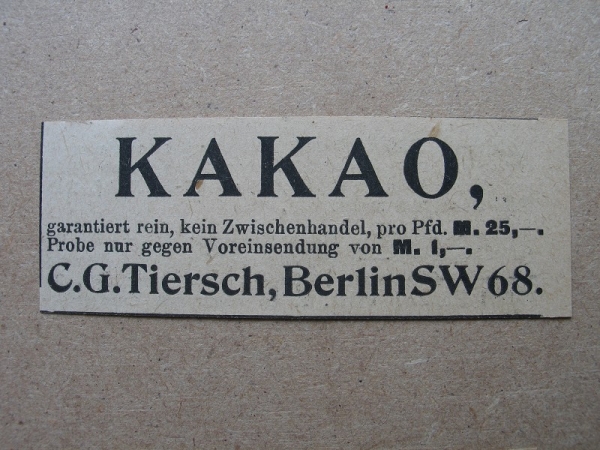 KAKAO,
garantiert rein, kein Zwischenhandel, pro Pfd. M. 25,—.
Probe nur gegen Voreinsendung von M. 1,—.
C.G.Tiersch, Berlin SW 68.